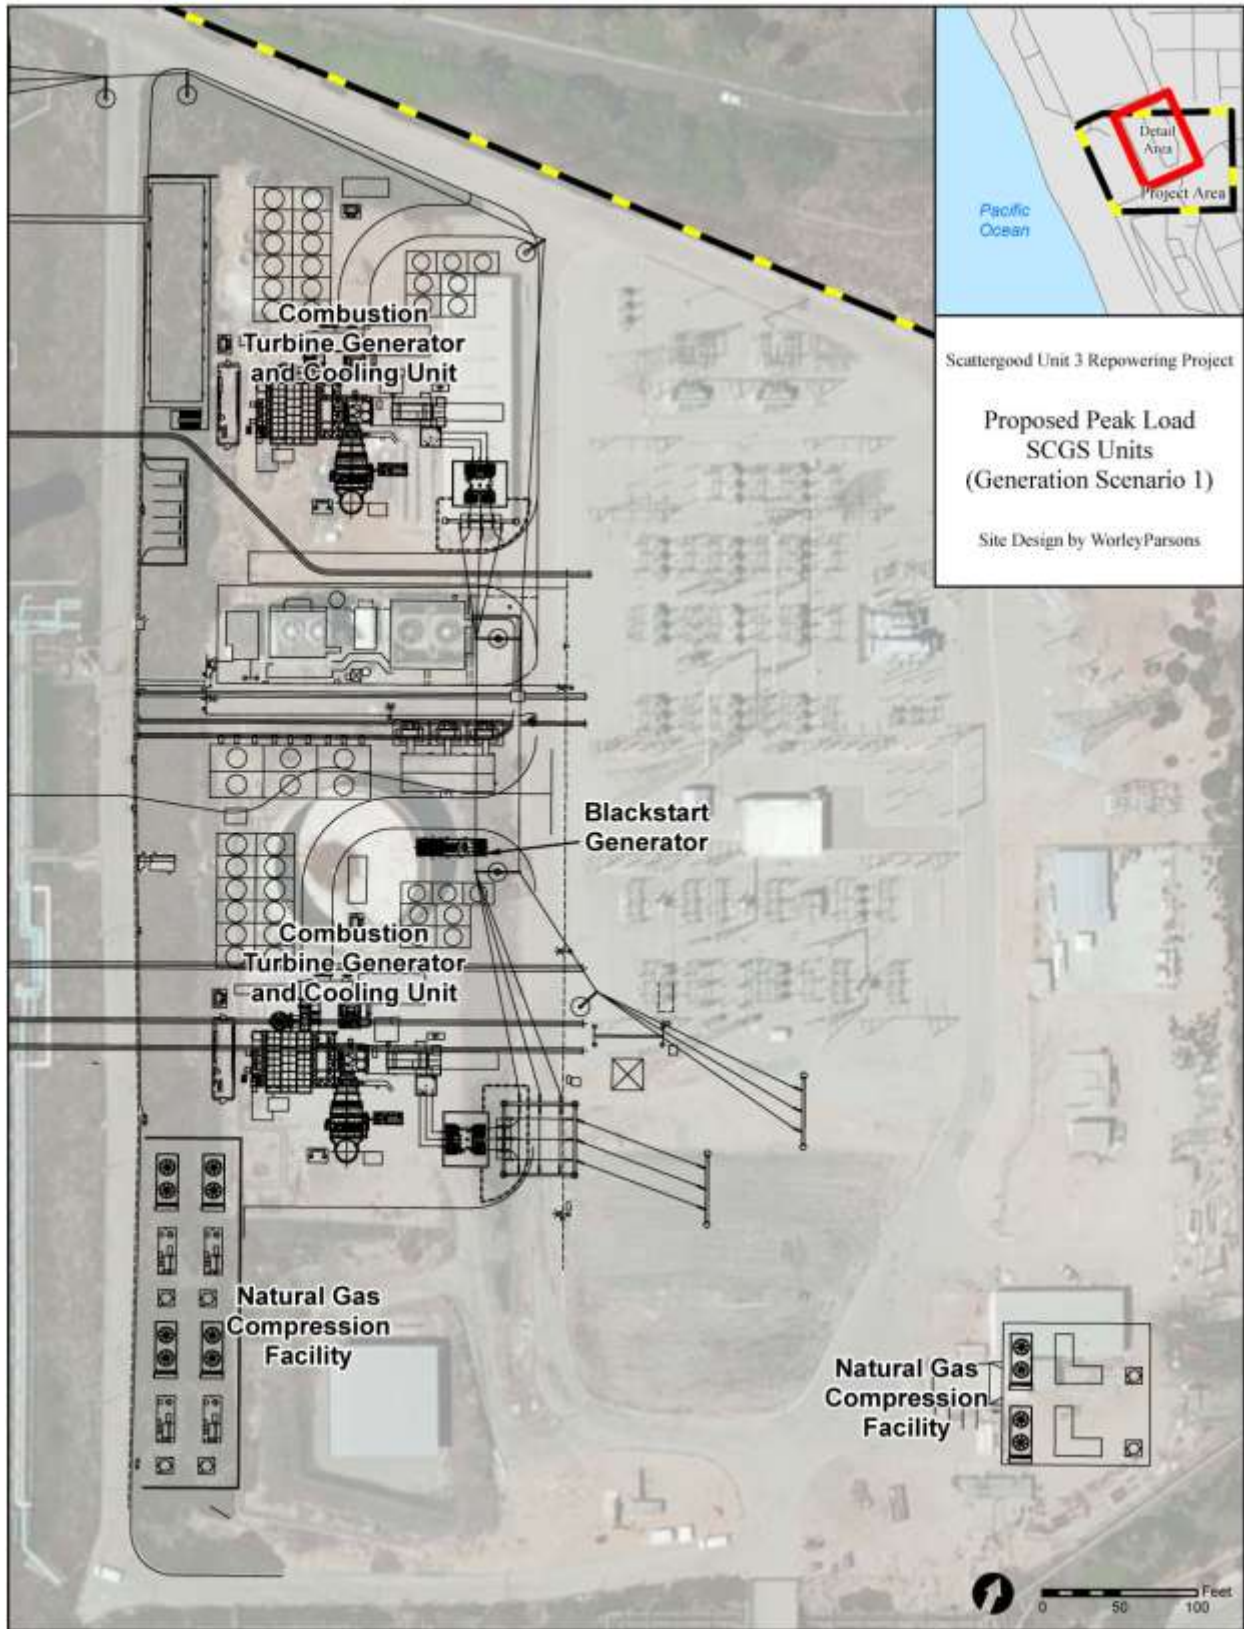 Detail
Area
Project Area
Pacific
Ocean
Scattergood Unit 3 Repowering Project
Proposed Peak Load
SCGS Units
(Generation Scenario 1)
Site Design by WorleyParsons
Combustion
Turbine Generator
and Cooling Unit
Blackstart
Generator
Combustion
Turbine Generator
and Cooling Unit
Natural Gas
Compression
Facility
Natural Gas
Compression
Facility
Feet
0 50 100